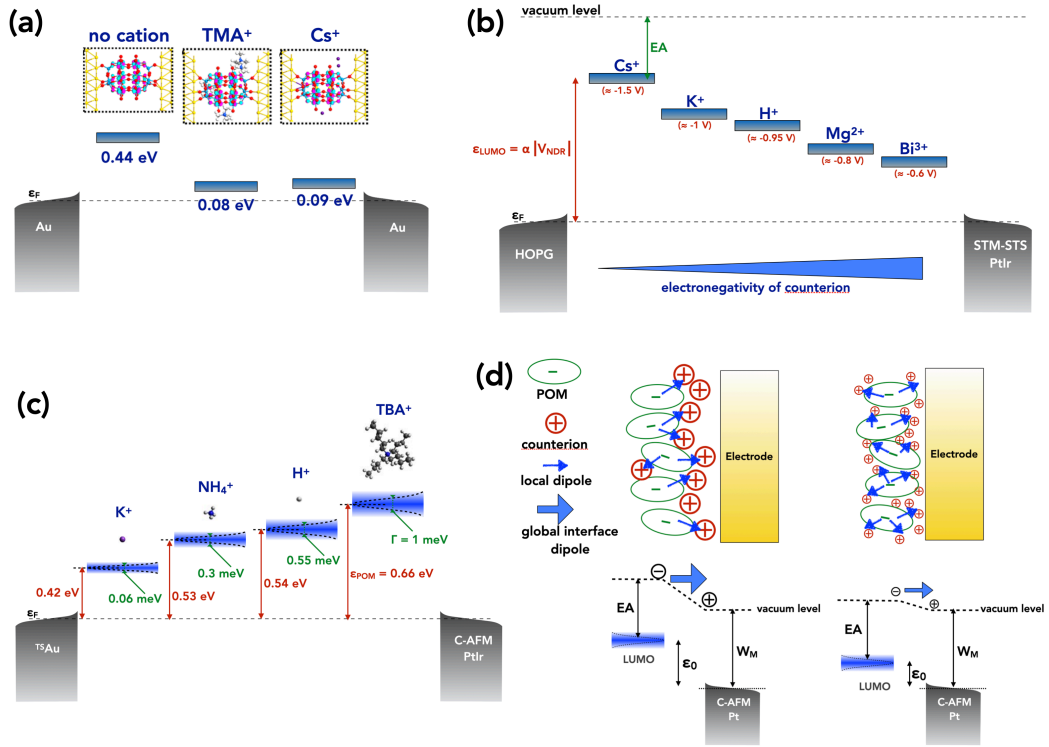 (a)
no cation
TMA⁺
Cs⁺
0.44 eV
0.08 eV
0.09 eV
εF
Au
Au
(b)
vacuum level
EA
Cs⁺
(≈ -1.5 V)
K⁺
(≈ -1 V)
H⁺
(≈ -0.95 V)
Mg²⁺
(≈ -0.8 V)
Bi³⁺
(≈ -0.6 V)
εLUMO = α |VNDR|
εF
HOPG
STM-STS
PtIr
electronegativity of counterion
(c)
K⁺
NH₄⁺
H⁺
TBA⁺
0.42 eV
0.06 meV
0.53 eV
0.3 meV
0.54 eV
0.55 meV
εPOM = 0.66 eV
Γ = 1 meV
εF
TSAu
C-AFM
PtIr
(d)
−
POM
+
counterion
local dipole
global interface
dipole
Electrode
Electrode
−
+
vacuum level
EA
LUMO
ε₀
WM
C-AFM
Pt
−
+
vacuum level
EA
LUMO
ε₀
WM
C-AFM
Pt